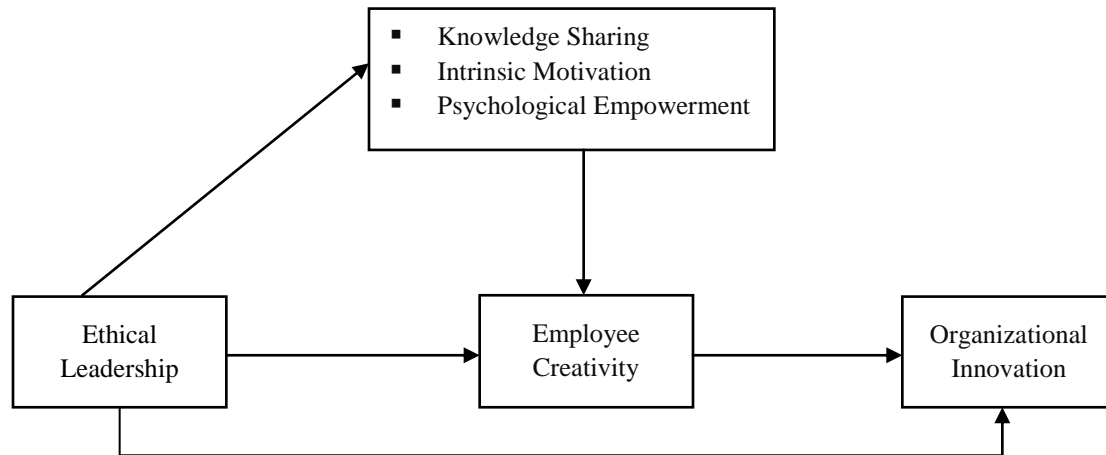 ▪ Knowledge Sharing
▪ Intrinsic Motivation
▪ Psychological Empowerment
Ethical
Leadership
Employee
Creativity
Organizational
Innovation